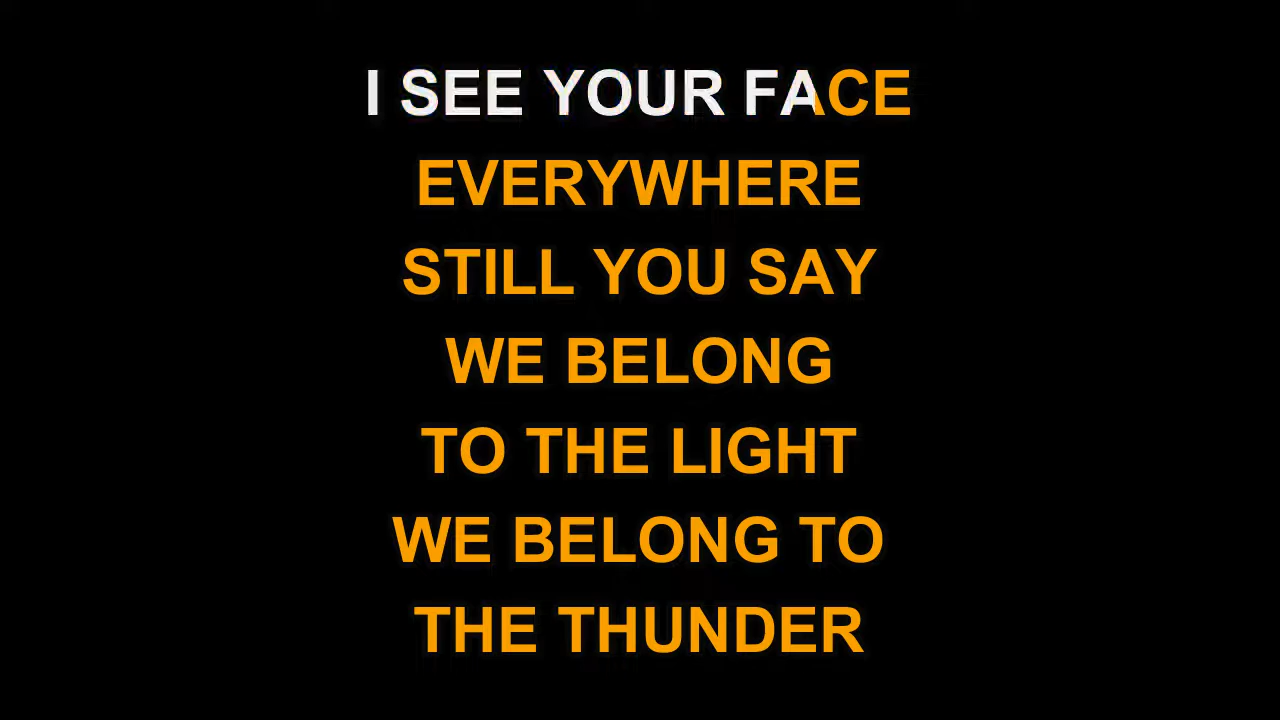 I SEE YOUR FACE
EVERYWHERE
STILL YOU SAY
WE BELONG
TO THE LIGHT
WE BELONG TO
THE THUNDER